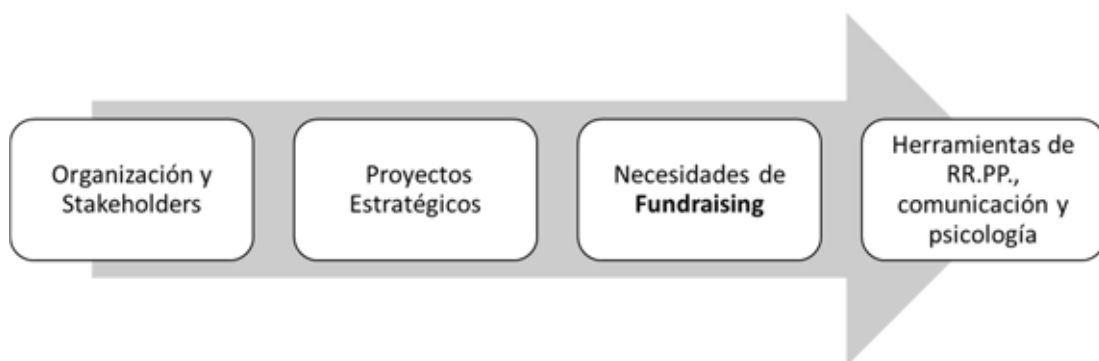 Organización y
Stakeholders
Proyectos
Estratégicos
Necesidades de
Fundraising
Herramientas de
RR.PP.,
comunicación y
psicología